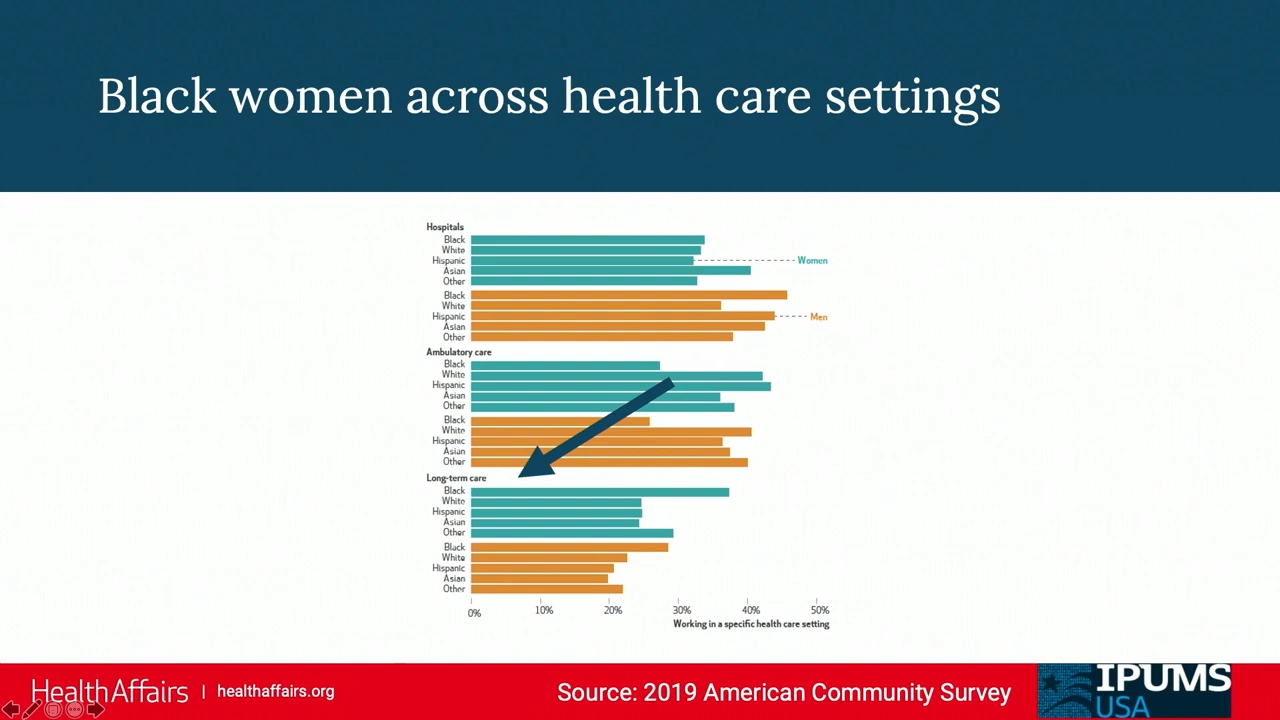 Black women across health care settings
Hospitals
Black
White
Hispanic
Asian
Other
Women
Black
White
Hispanic
Asian
Other
Men
Ambulatory care
Black
White
Hispanic
Asian
Other
Black
White
Hispanic
Asian
Other
Long-term care
Black
White
Hispanic
Asian
Other
Black
White
Hispanic
Asian
Other
0% 10% 20% 30% 40% 50%
Working in a specific health care setting
HealthAffairs | healthaffairs.org
Source: 2019 American Community Survey
IPUMS
USA